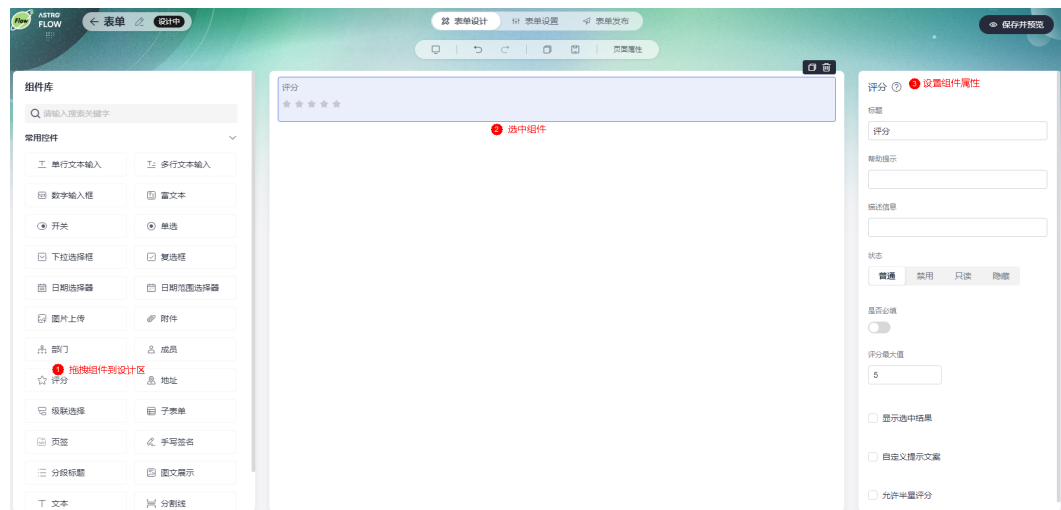 Flow ASTRO FLOW 表单 设计中
表单设计 表单设置 表单发布
保存并预览
页面属性
组件库
请输入搜索关键字
常用控件
单行文本输入 多行文本输入
数字输入框 富文本
开关 单选
下拉选择框 复选框
日期选择器 日期范围选择器
图片上传 附件
部门 成员
1 拖拽组件到设计区
评分 地址
级联选择 子表单
页签 手写签名
分段标题 图文展示
文本 分割线
评分
2 选中组件
评分 3 设置组件属性
标题
评分
帮助提示
描述信息
状态
普通 禁用 只读 隐藏
是否必填
评分最大值
5
显示选中结果
自定义提示文案
允许半星评分